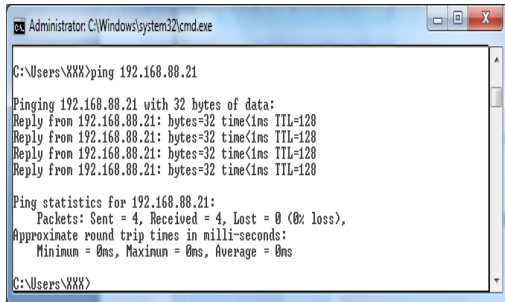 Administrator: C:\Windows\system32\cmd.exe
C:\Users\XXX>ping 192.168.88.21
Pinging 192.168.88.21 with 32 bytes of data:
Reply from 192.168.88.21: bytes=32 time<1ms TTL=128
Reply from 192.168.88.21: bytes=32 time<1ms TTL=128
Reply from 192.168.88.21: bytes=32 time<1ms TTL=128
Reply from 192.168.88.21: bytes=32 time<1ms TTL=128
Ping statistics for 192.168.88.21:
Packets: Sent = 4, Received = 4, Lost = 0 (0% loss),
Approximate round trip times in milli-seconds:
Minimum = 0ms, Maximum = 0ms, Average = 0ms
C:\Users\XXX>